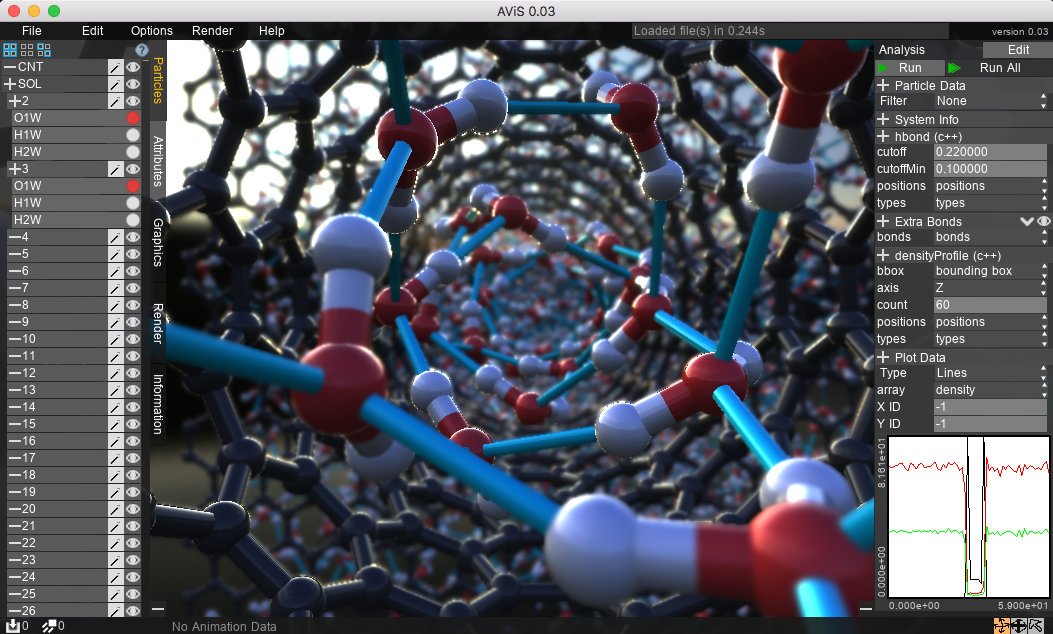 AViS 0.03
File Edit Options Render Help
Loaded file(s) in 0.244s
version 0.03
?
CNT
SOL
2
O1W
H1W
H2W
3
O1W
H1W
H2W
4
5
6
7
8
9
10
11
12
13
14
15
16
17
18
19
20
21
22
23
24
25
26
0
0
Particles
Attributes
Graphics
Render
Information
No Animation Data
Analysis Edit
Run Run All
Particle Data
Filter None
System Info
hbond (c++)
cutoff 0.220000
cutoffMin 0.100000
positions positions
types types
Extra Bonds
bonds bonds
densityProfile (c++)
bbox bounding box
axis Z
count 60
positions positions
types types
Plot Data
Type Lines
array density
X ID -1
Y ID -1
8.161e+01
0.000e+00
0.000e+00 5.900e+01